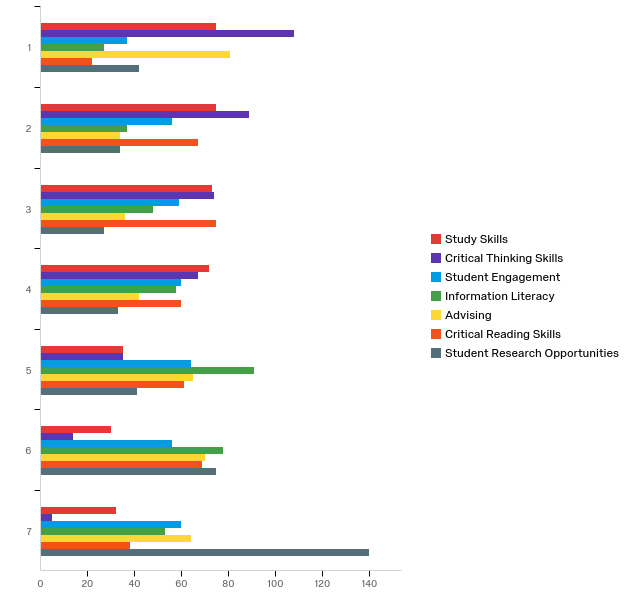 1
2
3
4
5
6
7
0 20 40 60 80 100 120 140
Study Skills
Critical Thinking Skills
Student Engagement
Information Literacy
Advising
Critical Reading Skills
Student Research Opportunities